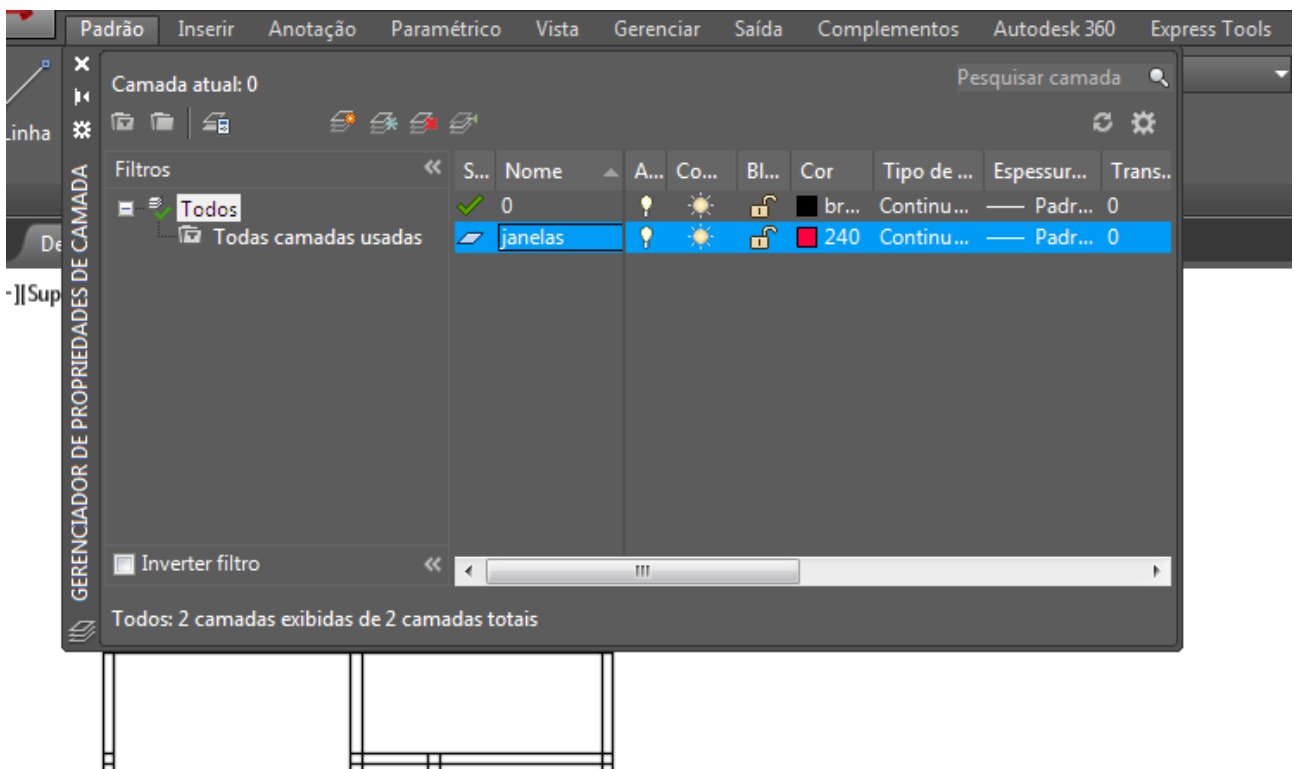 Padrão Inserir Anotação Paramétrico Vista Gerenciar Saída Complementos Autodesk 360 Express Tools
Camada atual: 0
Pesquisar camada
Linha
Filtros
S... Nome A... Co... Bl... Cor Tipo de ... Espessur... Trans..
Todos
0 br... Continu... Padr... 0
Todas camadas usadas
janelas 240 Continu... Padr... 0
De
-][Sup
GERENCIADOR DE PROPRIEDADES DE CAMADA
Inverter filtro
Todos: 2 camadas exibidas de 2 camadas totais